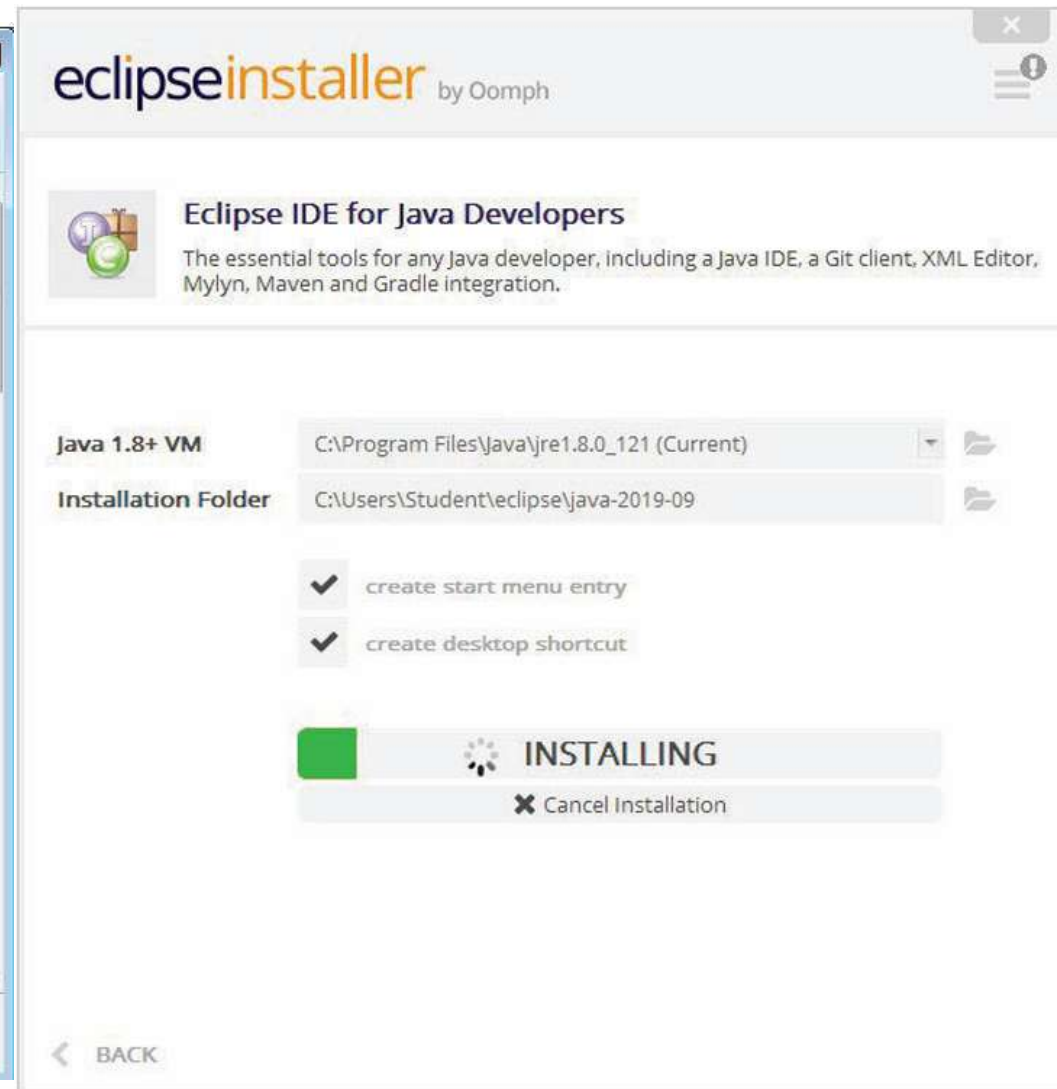 eclipseinstaller by Oomph
Eclipse IDE for Java Developers
The essential tools for any Java developer, including a Java IDE, a Git client, XML Editor,
Mylyn, Maven and Gradle integration.
Java 1.8+ VM C:\Program Files\Java\jre1.8.0_121 (Current)
Installation Folder C:\Users\Student\eclipse\java-2019-09
create start menu entry
create desktop shortcut
INSTALLING
Cancel Installation
BACK